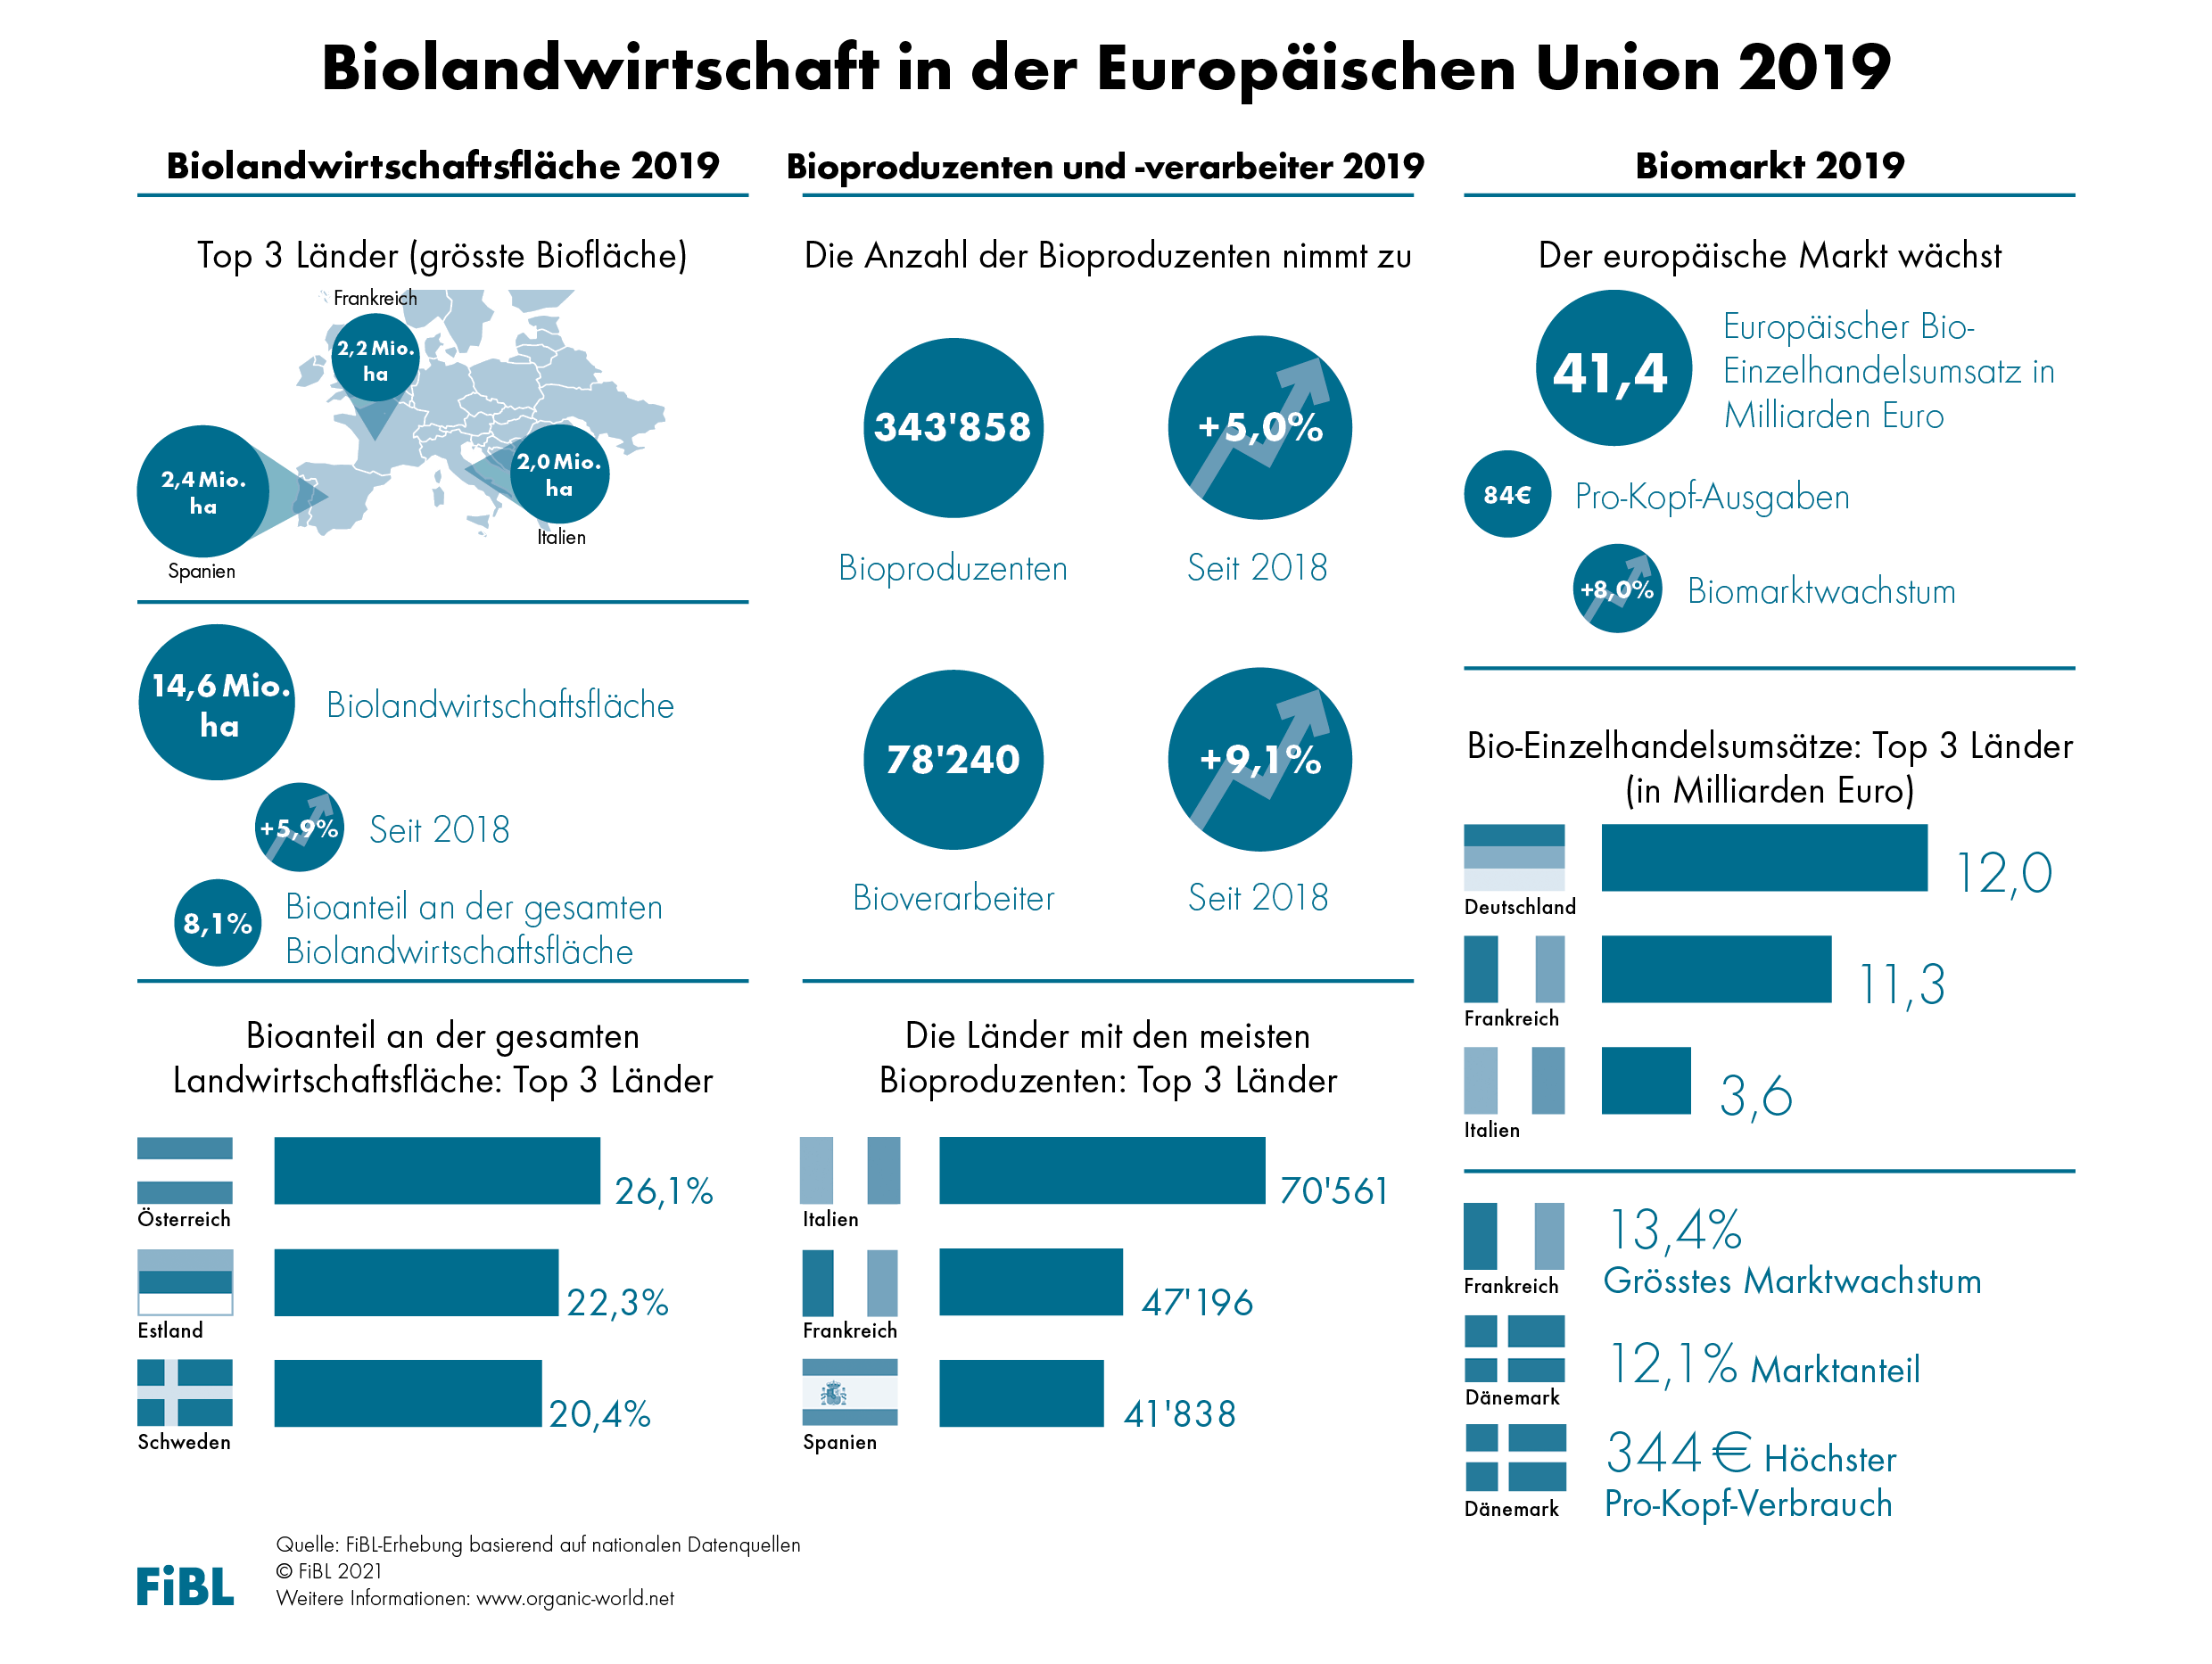 Biolandwirtschaft in der Europäischen Union 2019
Biolandwirtschaftsfläche 2019
Top 3 Länder (grösste Biofläche)
Frankreich
2,2 Mio.
ha
2,4 Mio.
ha
Spanien
2,0 Mio.
ha
Italien
14,6 Mio.
ha
Biolandwirtschaftsfläche
+5,9%
Seit 2018
8,1%
Bioanteil an der gesamten
Biolandwirtschaftsfläche
Bioanteil an der gesamten
Landwirtschaftsfläche: Top 3 Länder
Österreich
26,1%
Estland
22,3%
Schweden
20,4%
Bioproduzenten und -verarbeiter 2019
Die Anzahl der Bioproduzenten nimmt zu
343'858
+5,0%
Bioproduzenten
Seit 2018
78'240
+9,1%
Bioverarbeiter
Seit 2018
Die Länder mit den meisten
Bioproduzenten: Top 3 Länder
Italien
70'561
Frankreich
47'196
Spanien
41'838
Biomarkt 2019
Der europäische Markt wächst
41,4
Europäischer Bio-
Einzelhandelsumsatz in
Milliarden Euro
84€
Pro-Kopf-Ausgaben
+8,0%
Biomarktwachstum
Bio-Einzelhandelsumsätze: Top 3 Länder
(in Milliarden Euro)
Deutschland
12,0
Frankreich
11,3
Italien
3,6
Frankreich
13,4%
Grösstes Marktwachstum
Dänemark
12,1% Marktanteil
Dänemark
344 € Höchster
Pro-Kopf-Verbrauch
FiBL
Quelle: FiBL-Erhebung basierend auf nationalen Datenquellen
© FiBL 2021
Weitere Informationen: www.organic-world.net